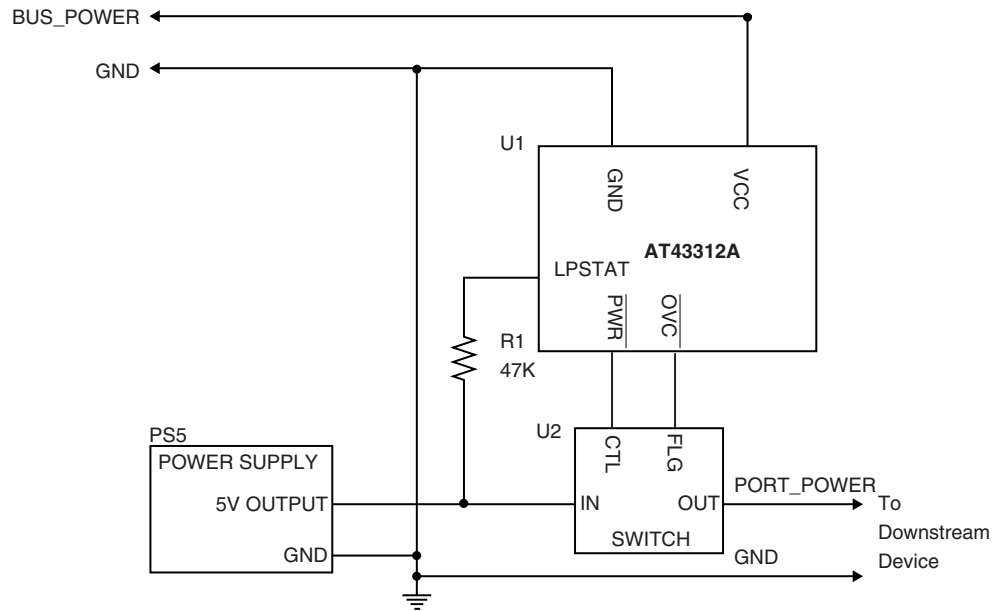 BUS_POWER
GND
U1
GND
VCC
AT43312A
LPSTAT
PWR
OVC
R1
47K
PS5
U2
POWER SUPPLY
CTL
FLG
5V OUTPUT
IN
OUT
PORT_POWER
To
Downstream
Device
SWITCH
GND
GND